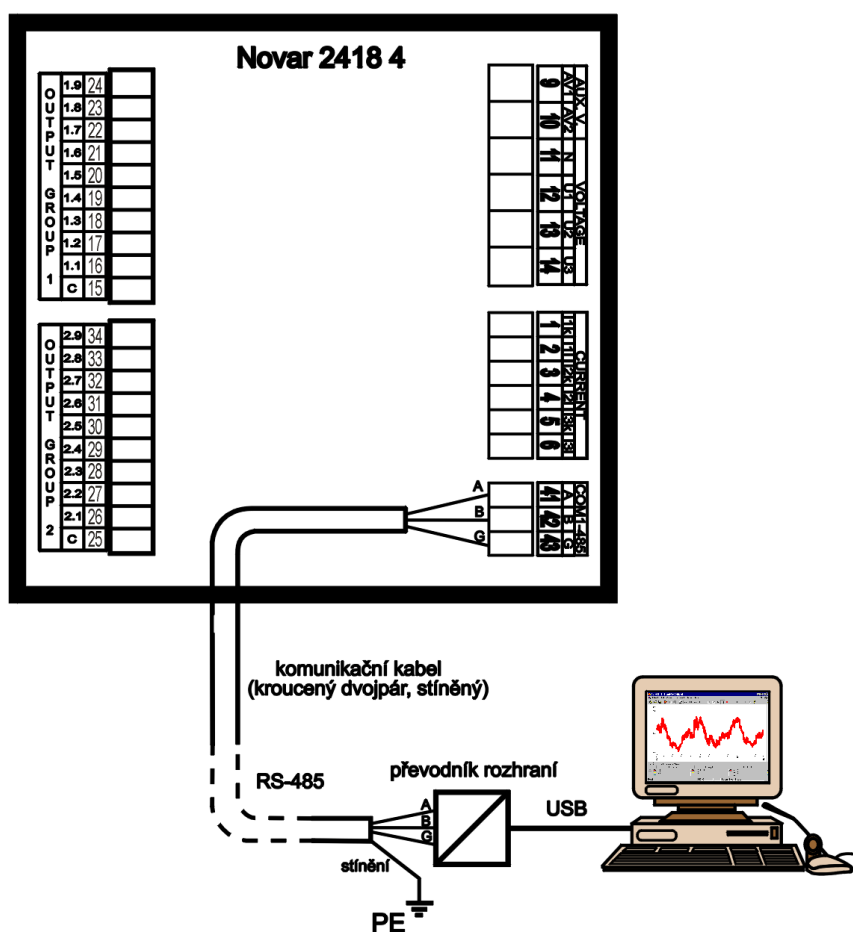 Novar 2418 4
OUTPUT GROUP 1
1.9 24
1.8 23
1.7 22
1.6 21
1.5 20
1.4 19
1.3 18
1.2 17
1.1 16
C 15
OUTPUT GROUP 2
2.9 34
2.8 33
2.7 32
2.6 31
2.5 30
2.4 29
2.3 28
2.2 27
2.1 26
C 25
AUX. V.
9 AV1
10 AV2
VOLTAGE
11 N
12 U1
13 U2
14 U3
CURRENT
1 I1k
2 I1l
3 I2k
4 I2l
5 I3k
6 I3l
COM1-485
41 A
42 B
43 G
A
B
G
komunikační kabel
(kroucený dvojpár, stíněný)
RS-485
převodník rozhraní
A
B
G
USB
stínění
PE